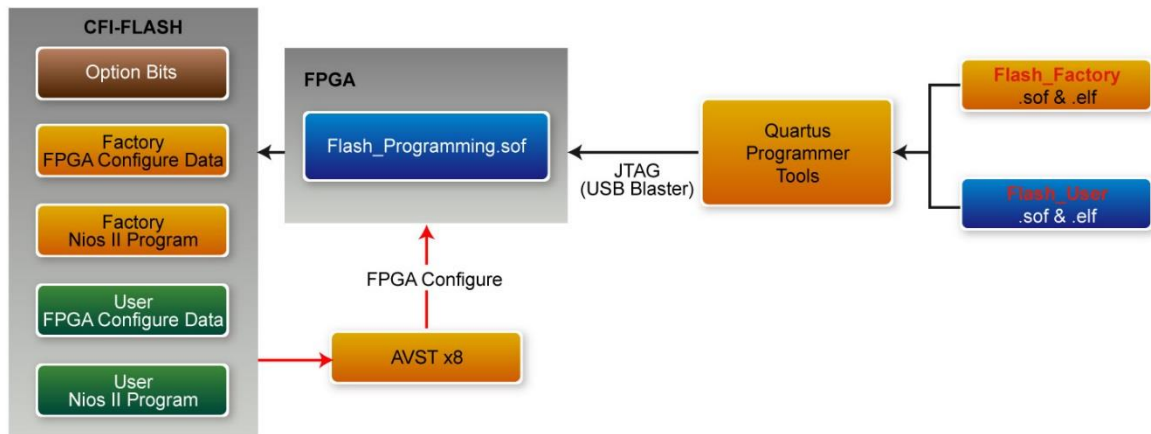 CFI-FLASH
Option Bits
Factory
FPGA Configure Data
Factory
Nios II Program
User
FPGA Configure Data
User
Nios II Program
FPGA
Flash_Programming.sof
FPGA Configure
AVST x8
JTAG
(USB Blaster)
Quartus
Programmer
Tools
Flash_Factory
.sof & .elf
Flash_User
.sof & .elf